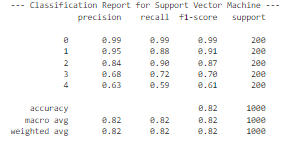 --- Classification Report for Support Vector Machine ---
precision recall f1-score support
0 0.99 0.99 0.99 200
1 0.95 0.88 0.91 200
2 0.84 0.90 0.87 200
3 0.68 0.72 0.70 200
4 0.63 0.59 0.61 200
accuracy 0.82 1000
macro avg 0.82 0.82 0.82 1000
weighted avg 0.82 0.82 0.82 1000